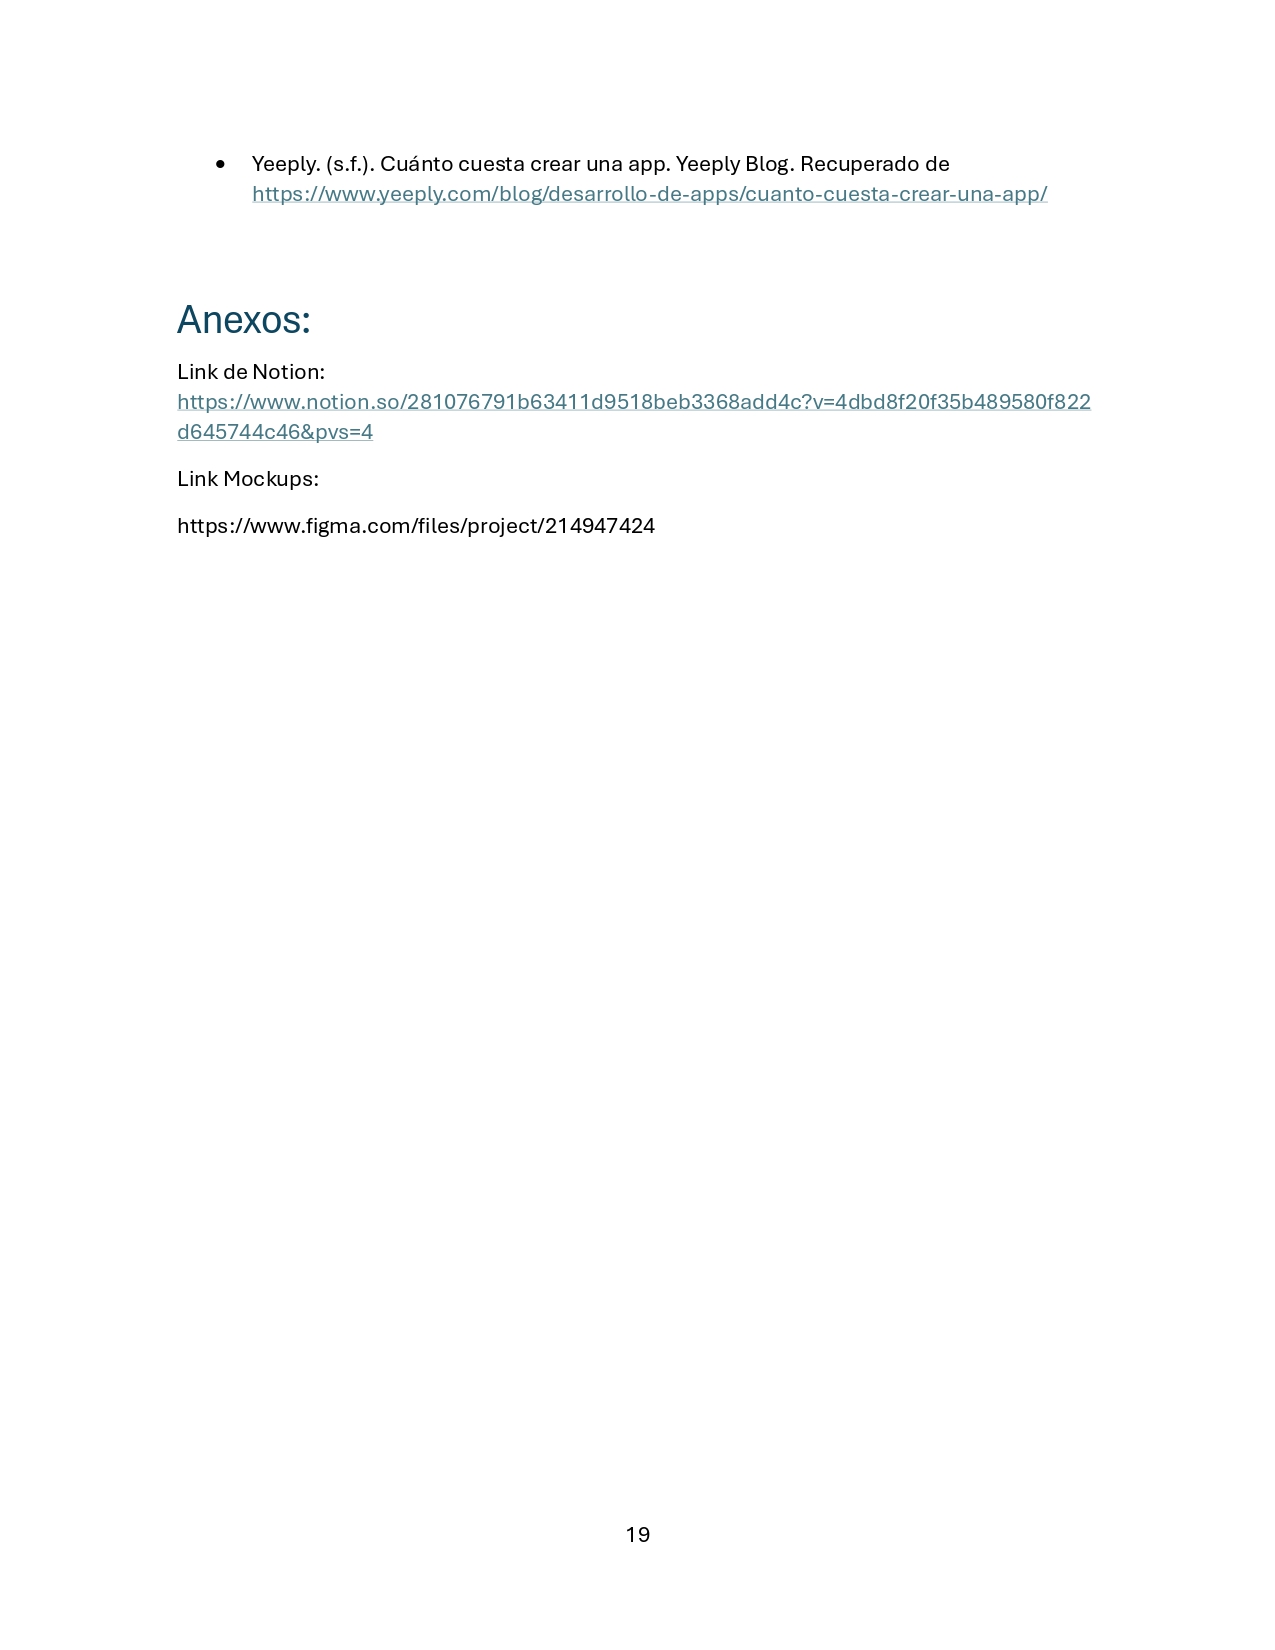 • Yeeply. (s.f.). Cuánto cuesta crear una app. Yeeply Blog. Recuperado de
https://www.yeeply.com/blog/desarrollo-de-apps/cuanto-cuesta-crear-una-app/
Anexos:
Link de Notion:
https://www.notion.so/281076791b63411d9518beb3368add4c?v=4dbd8f20f35b489580f822
d645744c46&pvs=4
Link Mockups:
https://www.figma.com/files/project/214947424
19